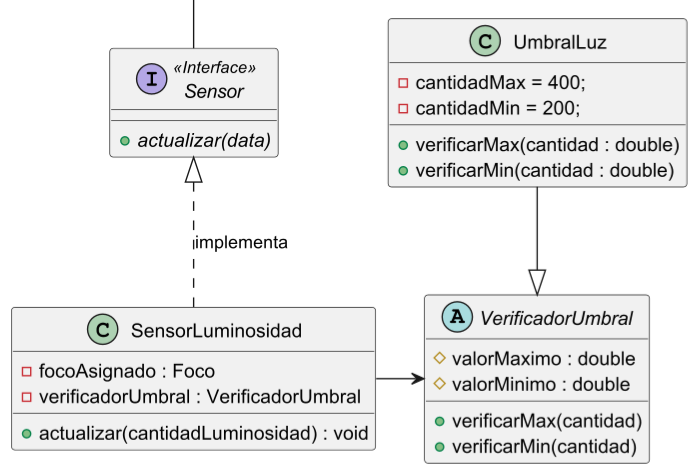 I
«Interface»
Sensor
actualizar(data)
C
UmbralLuz
cantidadMax = 400;
cantidadMin = 200;
verificarMax(cantidad : double)
verificarMin(cantidad : double)
implementa
C
SensorLuminosidad
focoAsignado : Foco
verificadorUmbral : VerificadorUmbral
actualizar(cantidadLuminosidad) : void
A
VerificadorUmbral
valorMaximo : double
valorMinimo : double
verificarMax(cantidad)
verificarMin(cantidad)